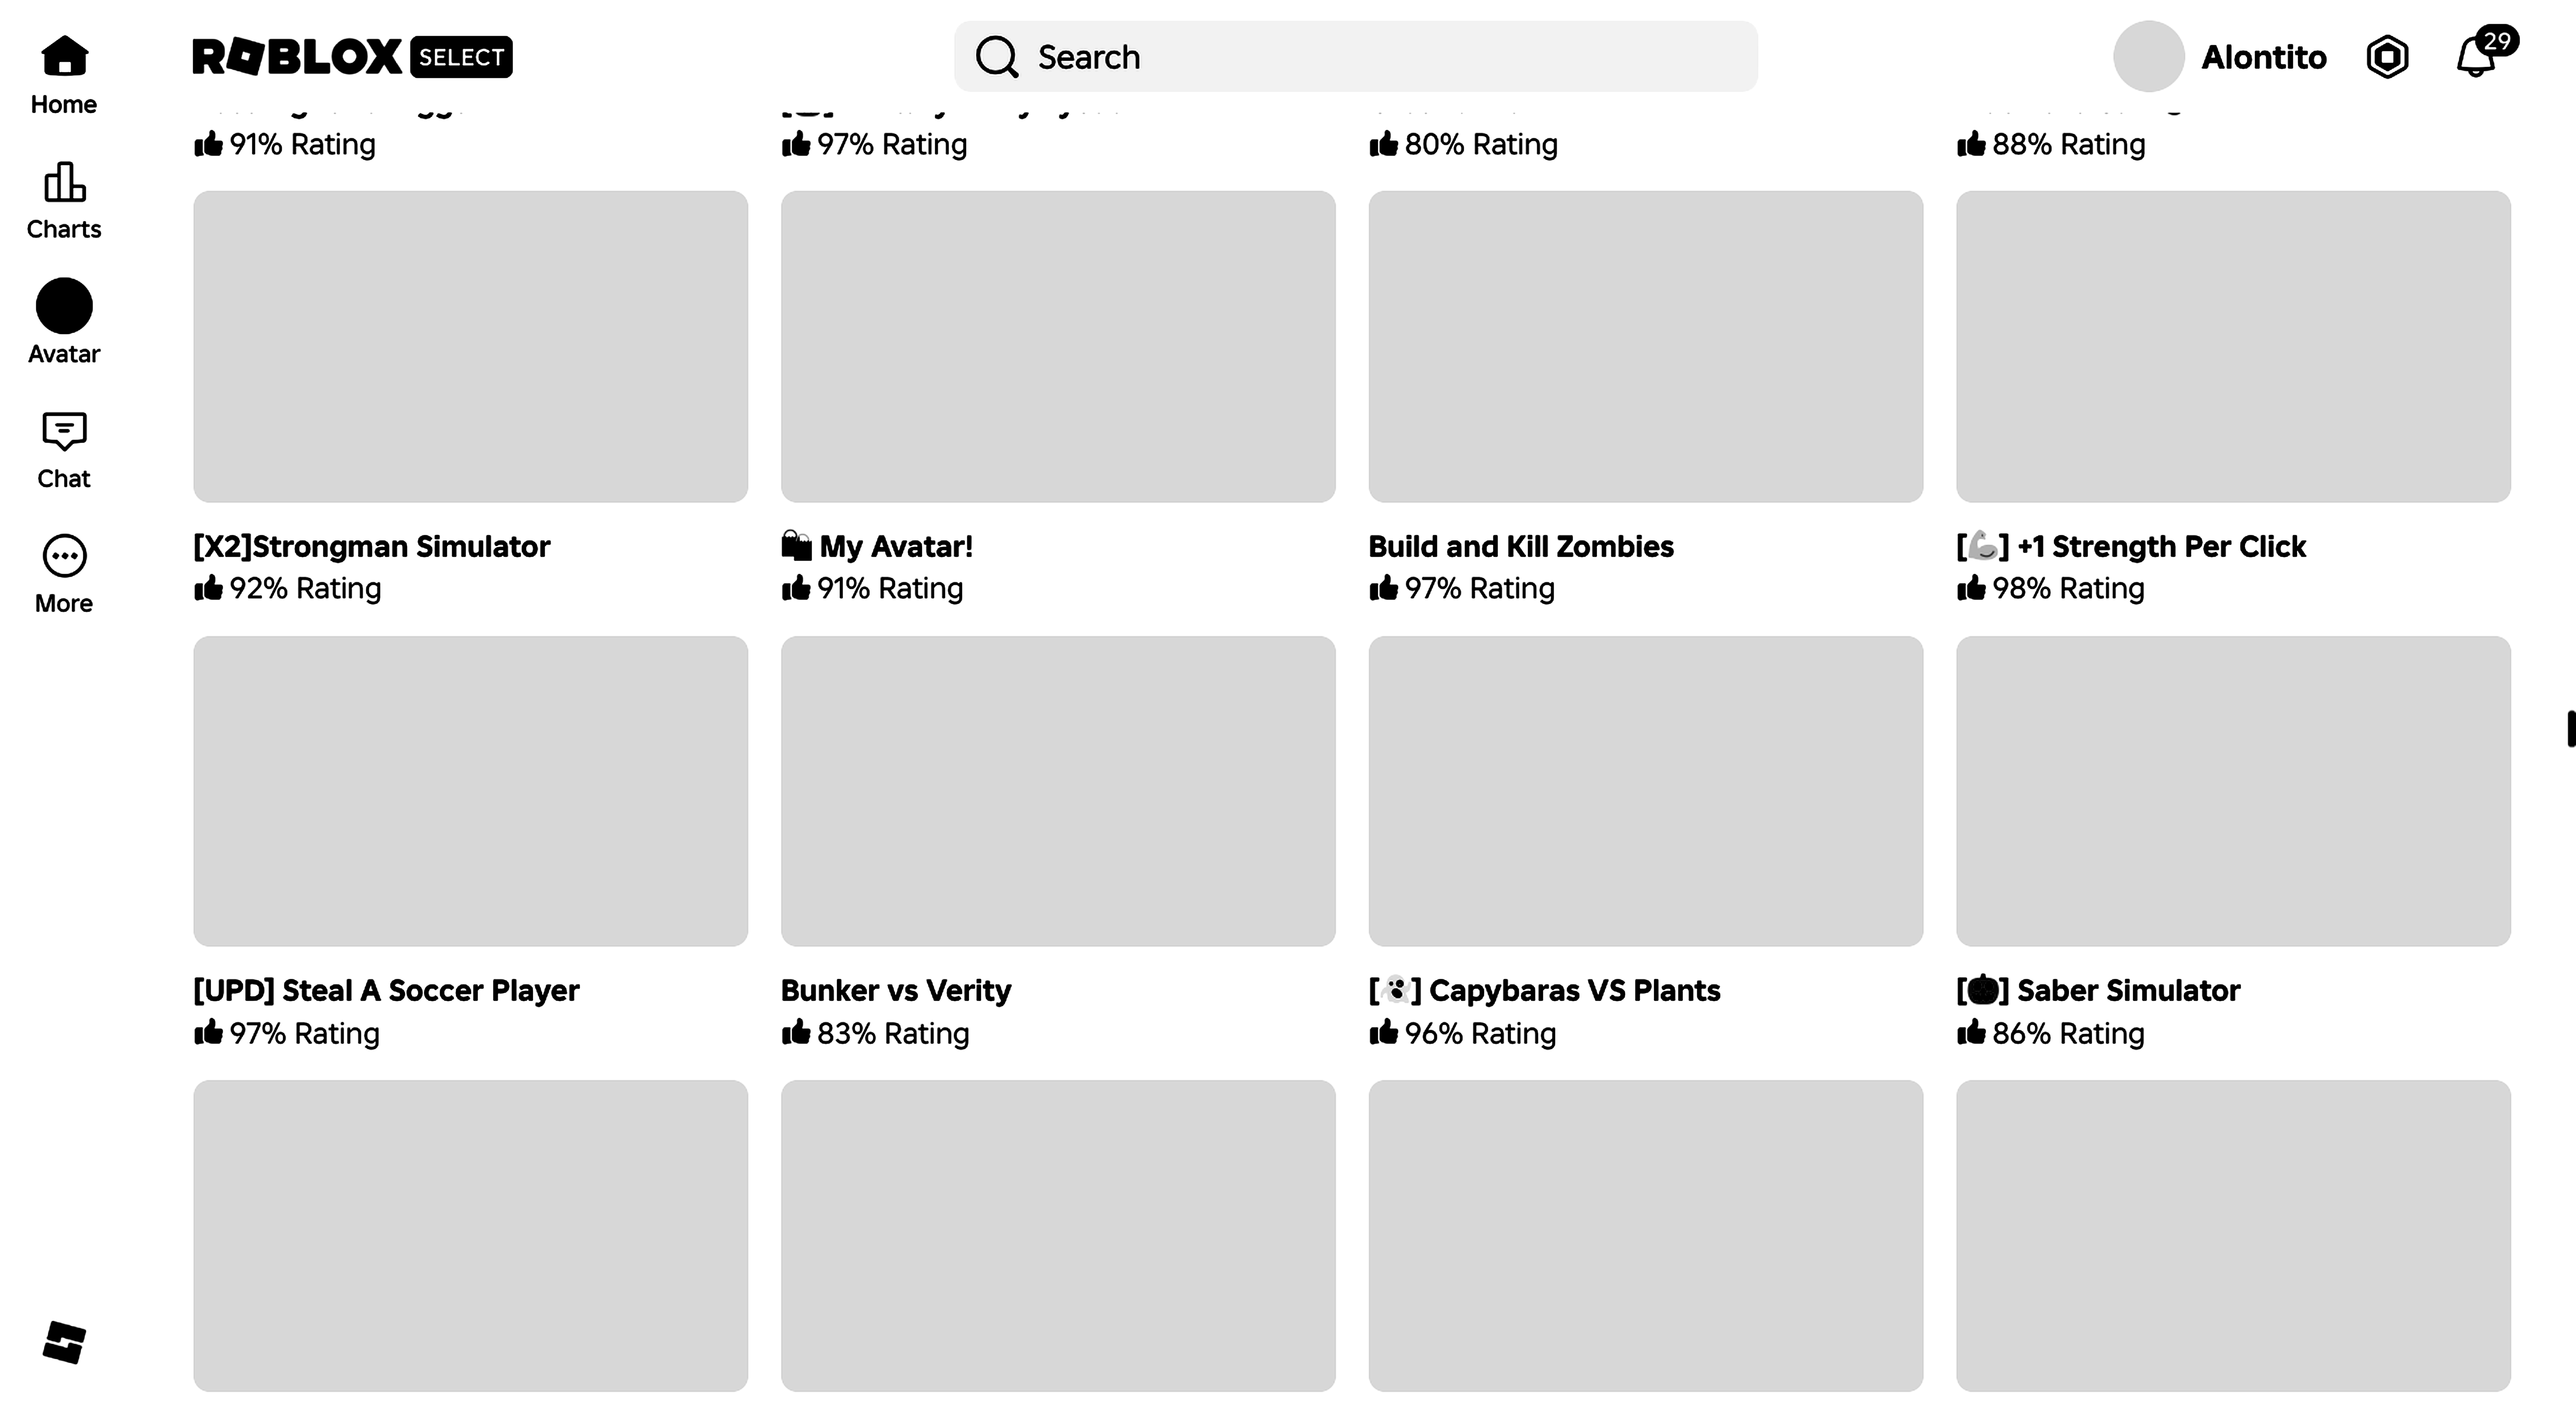 Home
Charts
Avatar
Chat
More
ROBLOX SELECT
Search
Alontito
29
91% Rating
97% Rating
80% Rating
88% Rating
[X2]Strongman Simulator
92% Rating
🛍️ My Avatar!
91% Rating
Build and Kill Zombies
97% Rating
[💪] +1 Strength Per Click
98% Rating
[UPD] Steal A Soccer Player
97% Rating
Bunker vs Verity
83% Rating
[👻] Capybaras VS Plants
96% Rating
[🎃] Saber Simulator
86% Rating